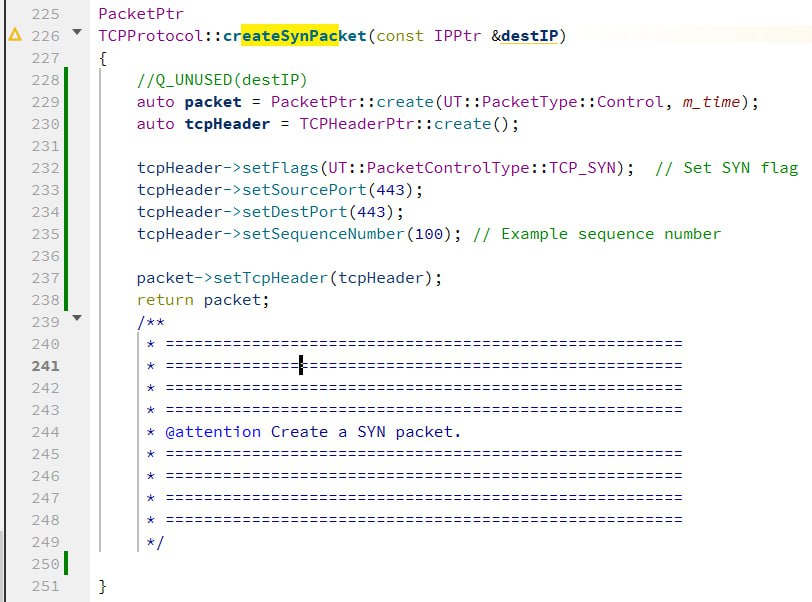 225 PacketPtr
226 TCPProtocol::createSynPacket(const IPPtr &destIP)
227 {
228 //Q_UNUSED(destIP)
229 auto packet = PacketPtr::create(UT::PacketType::Control, m_time);
230 auto tcpHeader = TCPHeaderPtr::create();
231
232 tcpHeader->setFlags(UT::PacketControlType::TCP_SYN);  // Set SYN flag
233 tcpHeader->setSourcePort(443);
234 tcpHeader->setDestPort(443);
235 tcpHeader->setSequenceNumber(100); // Example sequence number
236
237 packet->setTcpHeader(tcpHeader);
238 return packet;
239 /**
240 * ======================================================
241 * ======================================================
242 * ======================================================
243 * ======================================================
244 * @attention Create a SYN packet.
245 * ======================================================
246 * ======================================================
247 * ======================================================
248 * ======================================================
249 */
250
251 }